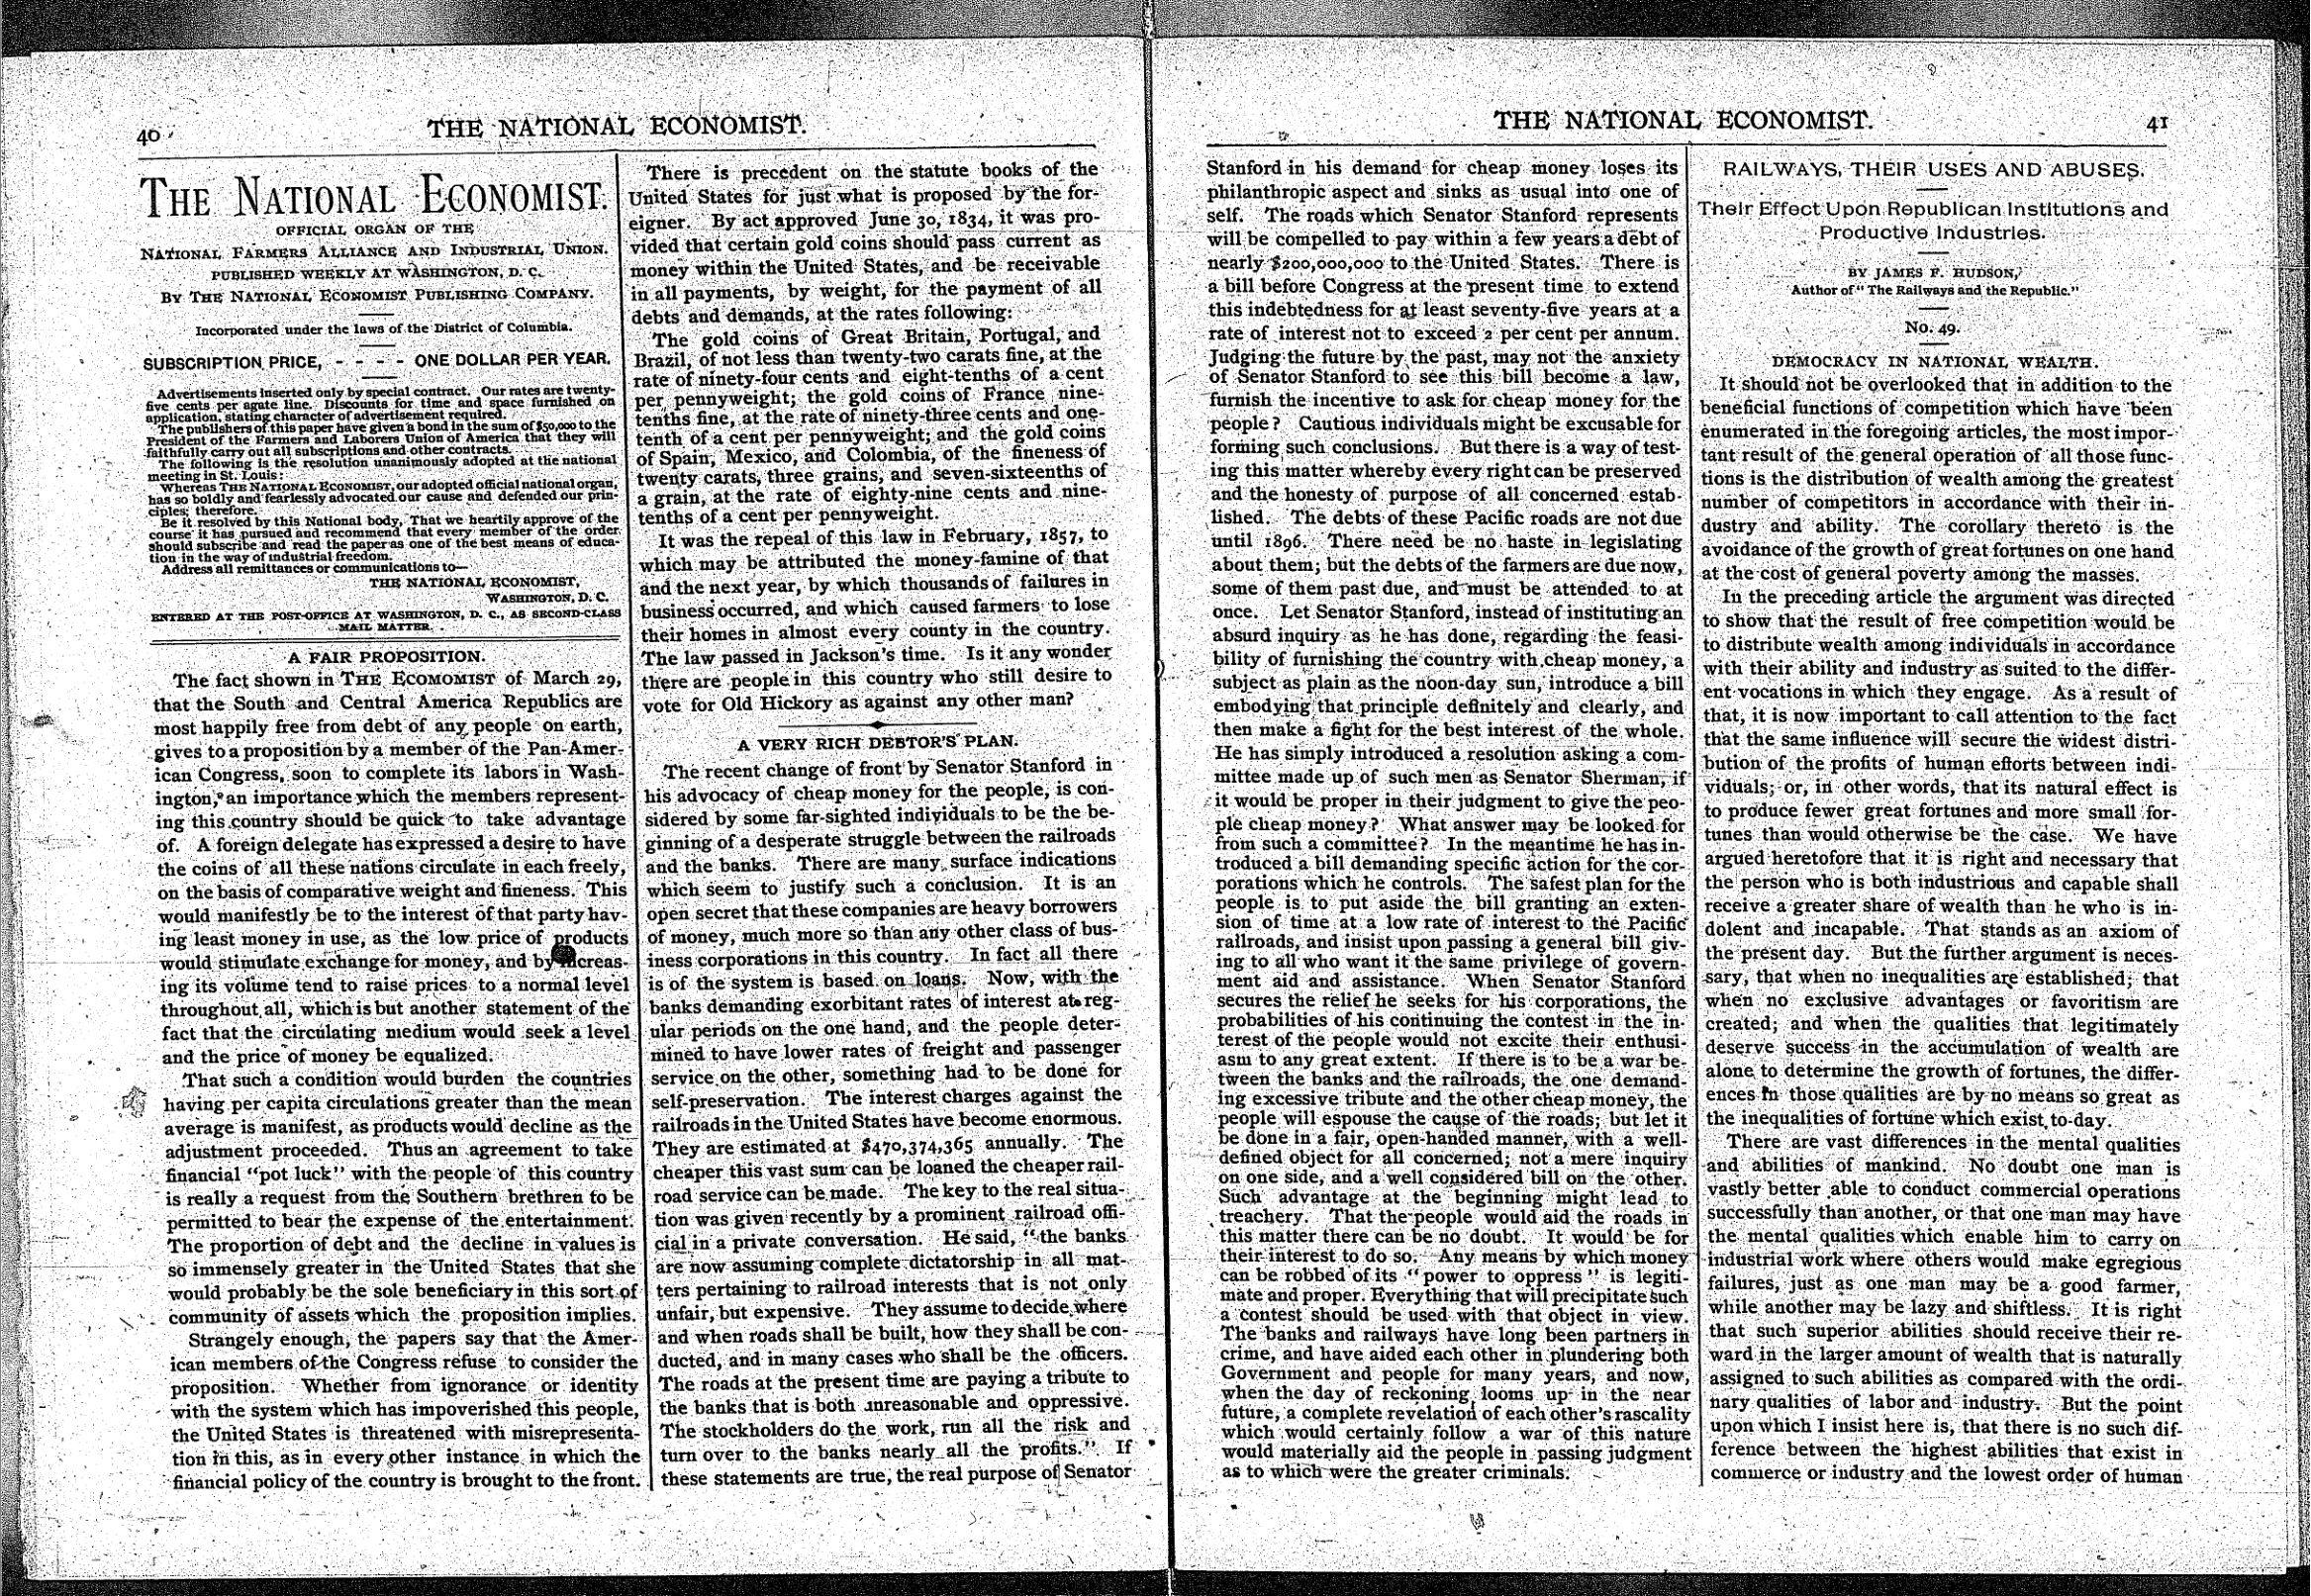 40
THE NATIONAL ECONOMIST.
THE NATIONAL ECONOMIST.
OFFICIAL ORGAN OF THE
NATIONAL FARMERS ALLIANCE AND INDUSTRIAL UNION.
PUBLISHED WEEKLY AT WASHINGTON, D. C.
BY THE NATIONAL ECONOMIST PUBLISHING COMPANY.
Incorporated under the laws of the District of Columbia.
SUBSCRIPTION PRICE, - - - - ONE DOLLAR PER YEAR.
Advertisements inserted only by special contract. Our rates are twenty-
five cents per agate line. Discounts for time and space furnished on
application, stating character of advertisement required.
The publishers of this paper have given a bond in the sum of $50,000 to the
President of the Farmers and Laborers Union of America that they will
faithfully carry out all subscriptions and other contracts.
The following is the resolution unanimously adopted at the national
meeting in St. Louis:
Whereas THE NATIONAL ECONOMIST, our adopted official national organ,
has so boldly and fearlessly advocated our cause and defended our prin-
ciples; therefore.
Be it resolved by this National body, That we heartily approve of the
course it has pursued and recommend that every member of the order
should subscribe and read the paper as one of the best means of educa-
tion in the way of industrial freedom.
Address all remittances or communications to—
THE NATIONAL ECONOMIST,
WASHINGTON, D. C.
ENTERED AT THE POST-OFFICE AT WASHINGTON, D. C., AS SECOND-CLASS
MAIL MATTER.
A FAIR PROPOSITION.
The fact shown in THE ECOMOMIST of March 29,
that the South and Central America Republics are
most happily free from debt of any people on earth,
gives to a proposition by a member of the Pan-Amer-
ican Congress, soon to complete its labors in Wash-
ington, an importance which the members represent-
ing this country should be quick to take advantage
of. A foreign delegate has expressed a desire to have
the coins of all these nations circulate in each freely,
on the basis of comparative weight and fineness. This
would manifestly be to the interest of that party hav-
ing least money in use, as the low price of products
would stimulate exchange for money, and by increas-
ing its volume tend to raise prices to a normal level
throughout all, which is but another statement of the
fact that the circulating medium would seek a level
and the price of money be equalized.
That such a condition would burden the countries
having per capita circulations greater than the mean
average is manifest, as products would decline as the
adjustment proceeded. Thus an agreement to take
financial "pot luck" with the people of this country
is really a request from the Southern brethren to be
permitted to bear the expense of the entertainment.
The proportion of debt and the decline in values is
so immensely greater in the United States that she
would probably be the sole beneficiary in this sort of
community of assets which the proposition implies.
Strangely enough, the papers say that the Amer-
ican members of the Congress refuse to consider the
proposition. Whether from ignorance or identity
with the system which has impoverished this people,
the United States is threatened with misrepresenta-
tion in this, as in every other instance in which the
financial policy of the country is brought to the front.
There is precedent on the statute books of the
United States for just what is proposed by the for-
eigner. By act approved June 30, 1834, it was pro-
vided that certain gold coins should pass current as
money within the United States, and be receivable
in all payments, by weight, for the payment of all
debts and demands, at the rates following:
The gold coins of Great Britain, Portugal, and
Brazil, of not less than twenty-two carats fine, at the
rate of ninety-four cents and eight-tenths of a cent
per pennyweight; the gold coins of France nine-
tenths fine, at the rate of ninety-three cents and one-
tenth of a cent per pennyweight; and the gold coins
of Spain, Mexico, and Colombia, of the fineness of
twenty carats, three grains, and seven-sixteenths of
a grain, at the rate of eighty-nine cents and nine-
tenths of a cent per pennyweight.
It was the repeal of this law in February, 1857, to
which may be attributed the money-famine of that
and the next year, by which thousands of failures in
business occurred, and which caused farmers to lose
their homes in almost every county in the country.
The law passed in Jackson's time. Is it any wonder
there are people in this country who still desire to
vote for Old Hickory as against any other man?
A VERY RICH DEBTOR'S PLAN.
The recent change of front by Senator Stanford in
his advocacy of cheap money for the people, is con-
sidered by some far-sighted individuals to be the be-
ginning of a desperate struggle between the railroads
and the banks. There are many surface indications
which seem to justify such a conclusion. It is an
open secret that these companies are heavy borrowers
of money, much more so than any other class of bus-
iness corporations in this country. In fact all there
is of the system is based on loans. Now, with the
banks demanding exorbitant rates of interest at reg-
ular periods on the one hand, and the people deter-
mined to have lower rates of freight and passenger
service on the other, something had to be done for
self-preservation. The interest charges against the
railroads in the United States have become enormous.
They are estimated at $470,374,365 annually. The
cheaper this vast sum can be loaned the cheaper rail-
road service can be made. The key to the real situa-
tion was given recently by a prominent railroad offi-
cial in a private conversation. He said, "the banks
are now assuming complete dictatorship in all mat-
ters pertaining to railroad interests that is not only
unfair, but expensive. They assume to decide where
and when roads shall be built, how they shall be con-
ducted, and in many cases who shall be the officers.
The roads at the present time are paying a tribute to
the banks that is both unreasonable and oppressive.
The stockholders do the work, run all the risk and
turn over to the banks nearly all the profits." If
these statements are true, the real purpose of Senator
THE NATIONAL ECONOMIST.
41
Stanford in his demand for cheap money loses its
philanthropic aspect and sinks as usual into one of
self. The roads which Senator Stanford represents
will be compelled to pay within a few years a debt of
nearly $200,000,000 to the United States. There is
a bill before Congress at the present time to extend
this indebtedness for at least seventy-five years at a
rate of interest not to exceed 2 per cent per annum.
Judging the future by the past, may not the anxiety
of Senator Stanford to see this bill become a law,
furnish the incentive to ask for cheap money for the
people? Cautious individuals might be excusable for
forming such conclusions. But there is a way of test-
ing this matter whereby every right can be preserved
and the honesty of purpose of all concerned estab-
lished. The debts of these Pacific roads are not due
until 1896. There need be no haste in legislating
about them; but the debts of the farmers are due now,
some of them past due, and must be attended to at
once. Let Senator Stanford, instead of instituting an
absurd inquiry as he has done, regarding the feasi-
bility of furnishing the country with cheap money, a
subject as plain as the noon-day sun, introduce a bill
embodying that principle definitely and clearly, and
then make a fight for the best interest of the whole.
He has simply introduced a resolution asking a com-
mittee made up of such men as Senator Sherman, if
it would be proper in their judgment to give the peo-
ple cheap money? What answer may be looked for
from such a committee? In the meantime he has in-
troduced a bill demanding specific action for the cor-
porations which he controls. The safest plan for the
people is to put aside the bill granting an exten-
sion of time at a low rate of interest to the Pacific
railroads, and insist upon passing a general bill giv-
ing to all who want it the same privilege of govern-
ment aid and assistance. When Senator Stanford
secures the relief he seeks for his corporations, the
probabilities of his continuing the contest in the in-
terest of the people would not excite their enthusi-
asm to any great extent. If there is to be a war be-
tween the banks and the railroads, the one demand-
ing excessive tribute and the other cheap money, the
people will espouse the cause of the roads; but let it
be done in a fair, open-handed manner, with a well-
defined object for all concerned; not a mere inquiry
on one side, and a well considered bill on the other.
Such advantage at the beginning might lead to
treachery. That the people would aid the roads in
this matter there can be no doubt. It would be for
their interest to do so. Any means by which money
can be robbed of its "power to oppress" is legiti-
mate and proper. Everything that will precipitate such
a contest should be used with that object in view.
The banks and railways have long been partners in
crime, and have aided each other in plundering both
Government and people for many years, and now,
when the day of reckoning looms up in the near
future, a complete revelation of each other's rascality
which would certainly follow a war of this nature
would materially aid the people in passing judgment
as to which were the greater criminals.
RAILWAYS, THEIR USES AND ABUSES.
Their Effect Upon Republican Institutions and
Productive Industries.
BY JAMES F. HUDSON,
Author of "The Railways and the Republic."
No. 49.
DEMOCRACY IN NATIONAL WEALTH.
It should not be overlooked that in addition to the
beneficial functions of competition which have been
enumerated in the foregoing articles, the most impor-
tant result of the general operation of all those func-
tions is the distribution of wealth among the greatest
number of competitors in accordance with their in-
dustry and ability. The corollary thereto is the
avoidance of the growth of great fortunes on one hand
at the cost of general poverty among the masses.
In the preceding article the argument was directed
to show that the result of free competition would be
to distribute wealth among individuals in accordance
with their ability and industry as suited to the differ-
ent vocations in which they engage. As a result of
that, it is now important to call attention to the fact
that the same influence will secure the widest distri-
bution of the profits of human efforts between indi-
viduals; or, in other words, that its natural effect is
to produce fewer great fortunes and more small for-
tunes than would otherwise be the case. We have
argued heretofore that it is right and necessary that
the person who is both industrious and capable shall
receive a greater share of wealth than he who is in-
dolent and incapable. That stands as an axiom of
the present day. But the further argument is neces-
sary, that when no inequalities are established; that
when no exclusive advantages or favoritism are
created; and when the qualities that legitimately
deserve success in the accumulation of wealth are
alone to determine the growth of fortunes, the differ-
ences in those qualities are by no means so great as
the inequalities of fortune which exist to-day.
There are vast differences in the mental qualities
and abilities of mankind. No doubt one man is
vastly better able to conduct commercial operations
successfully than another, or that one man may have
the mental qualities which enable him to carry on
industrial work where others would make egregious
failures, just as one man may be a good farmer,
while another may be lazy and shiftless. It is right
that such superior abilities should receive their re-
ward in the larger amount of wealth that is naturally
assigned to such abilities as compared with the ordi-
nary qualities of labor and industry. But the point
upon which I insist here is, that there is no such dif-
ference between the highest abilities that exist in
commerce or industry and the lowest order of human